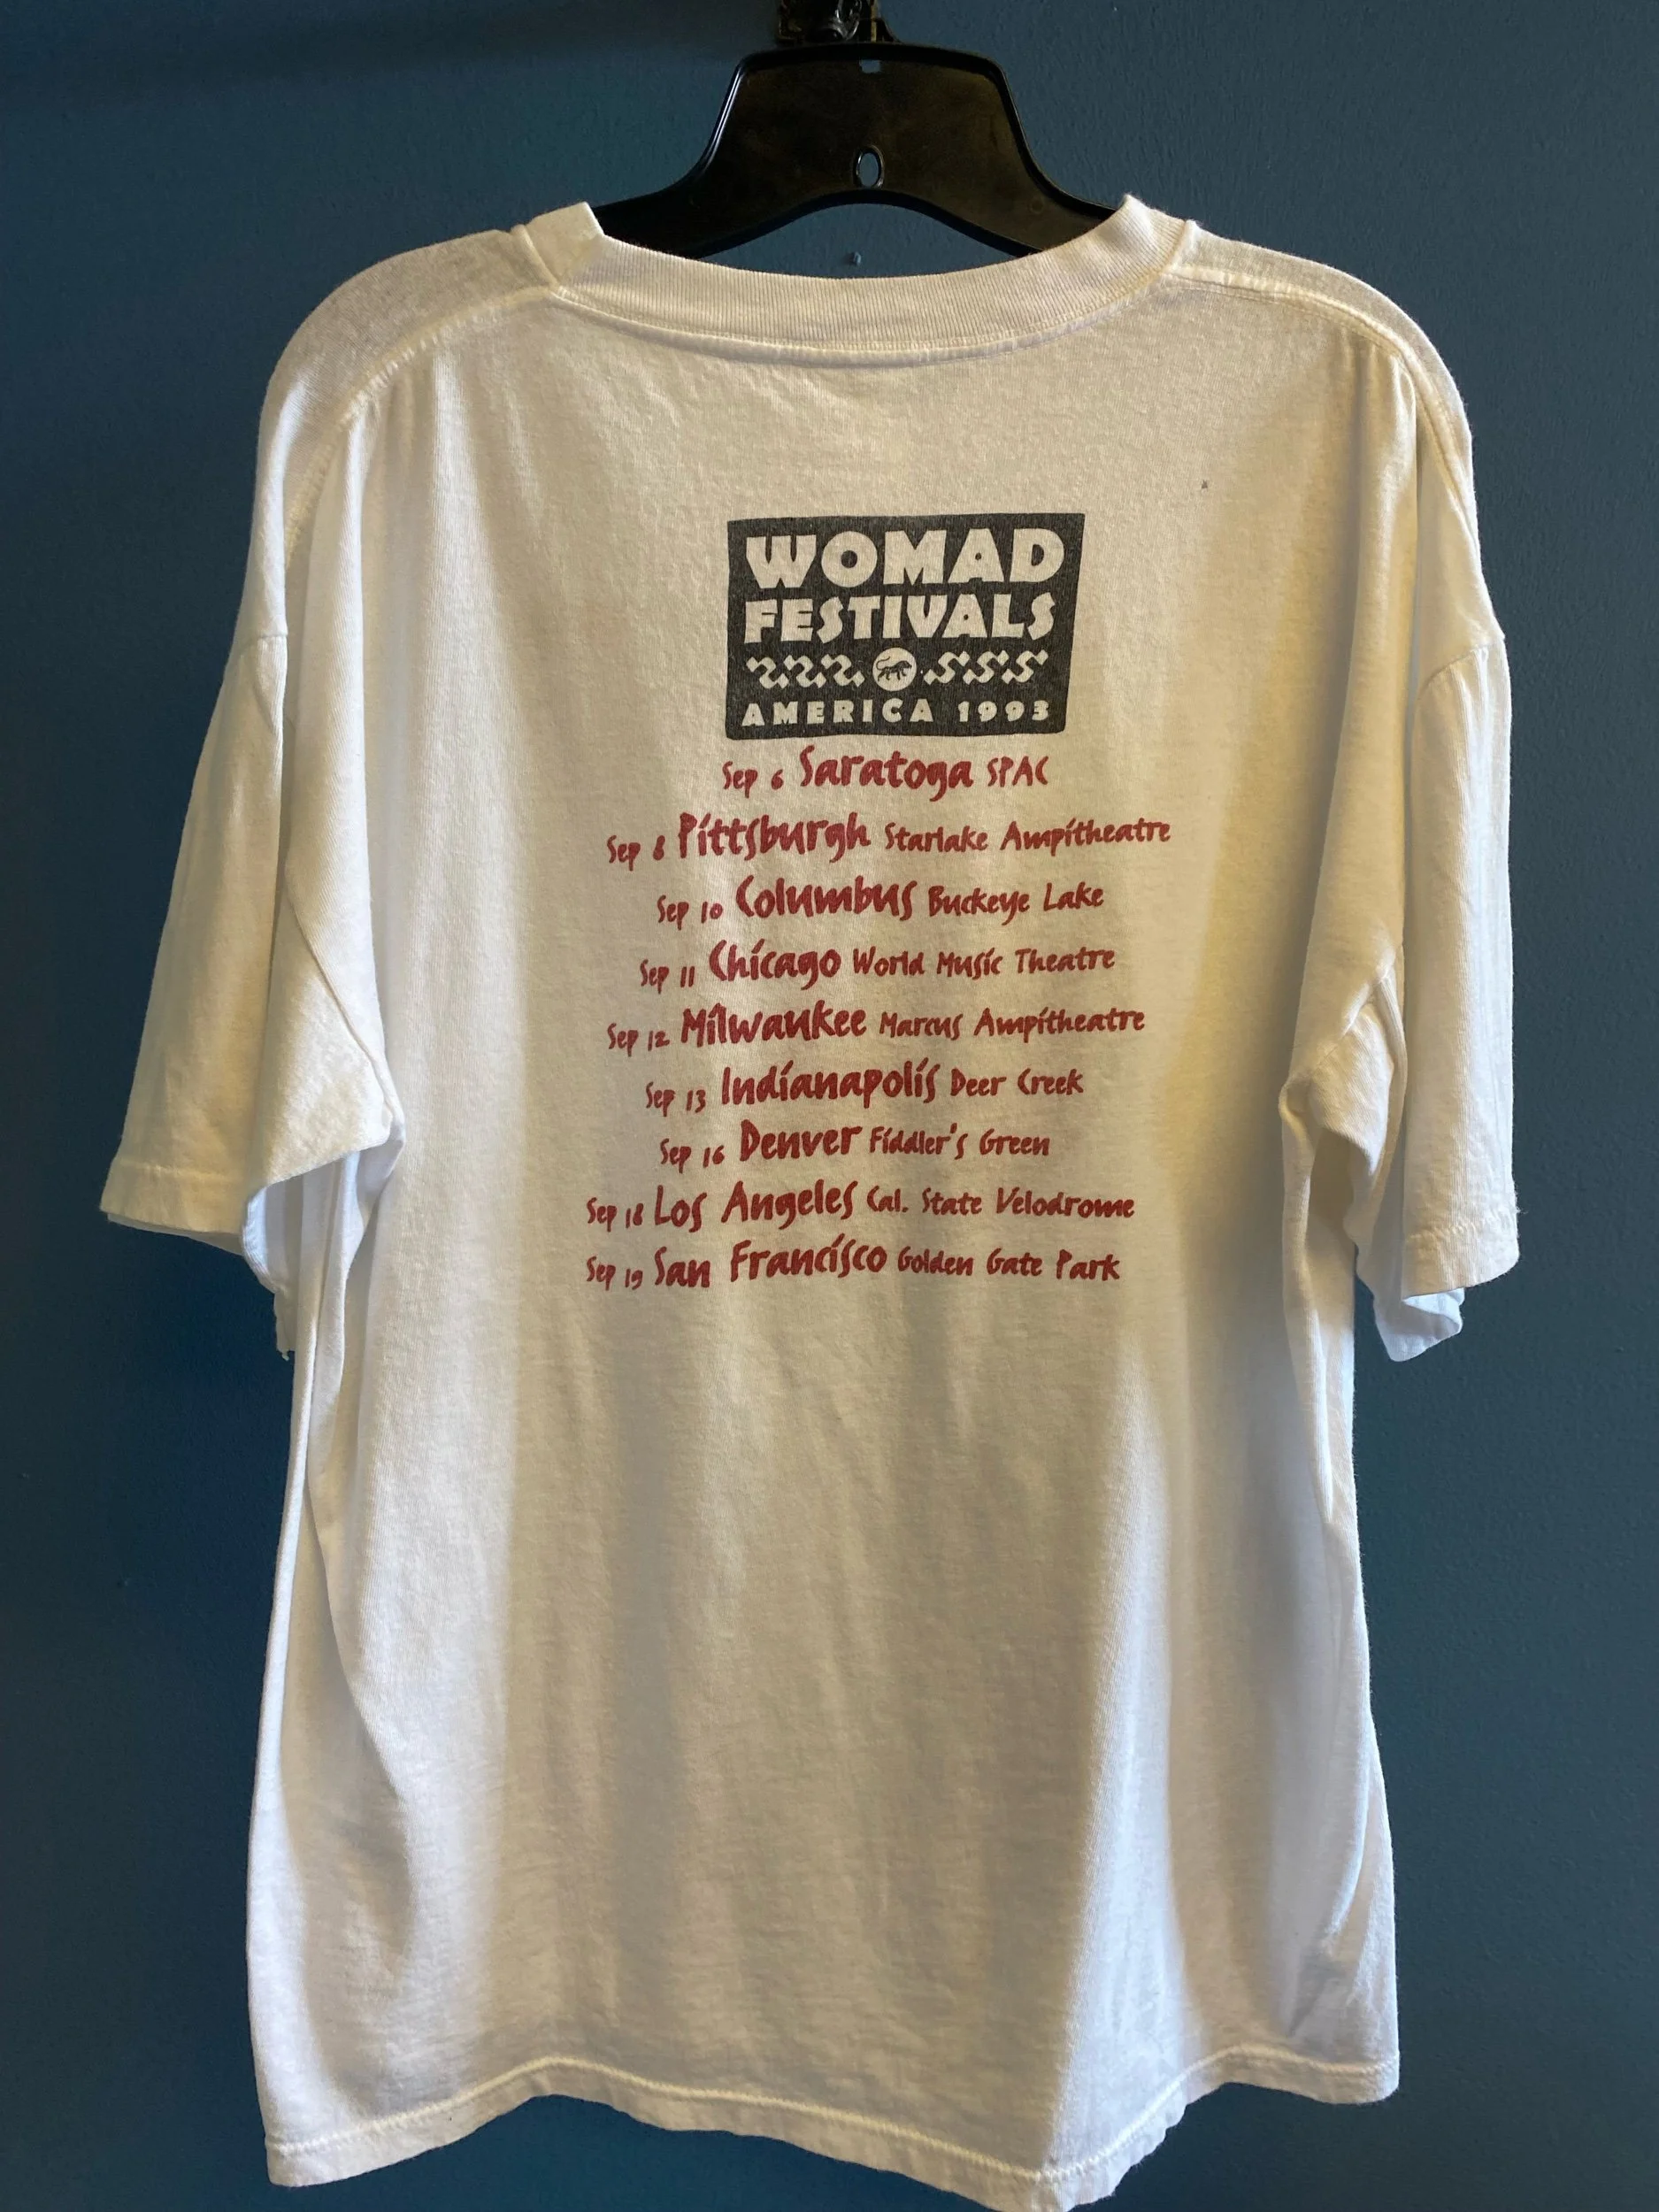 WOMAD
FESTIVALS
AMERICA 1993
Sep 6 Saratoga SPAC
Sep 8 Pittsburgh Starlake Ampitheatre
Sep 10 Columbus Buckeye Lake
Sep 11 Chicago World Music Theatre
Sep 12 Milwaukee Marcus Ampitheatre
Sep 13 Indianapolis Deer Creek
Sep 16 Denver Fiddler's Green
Sep 18 Los Angeles Cal. State Velodrome
Sep 19 San Francisco Golden Gate Park